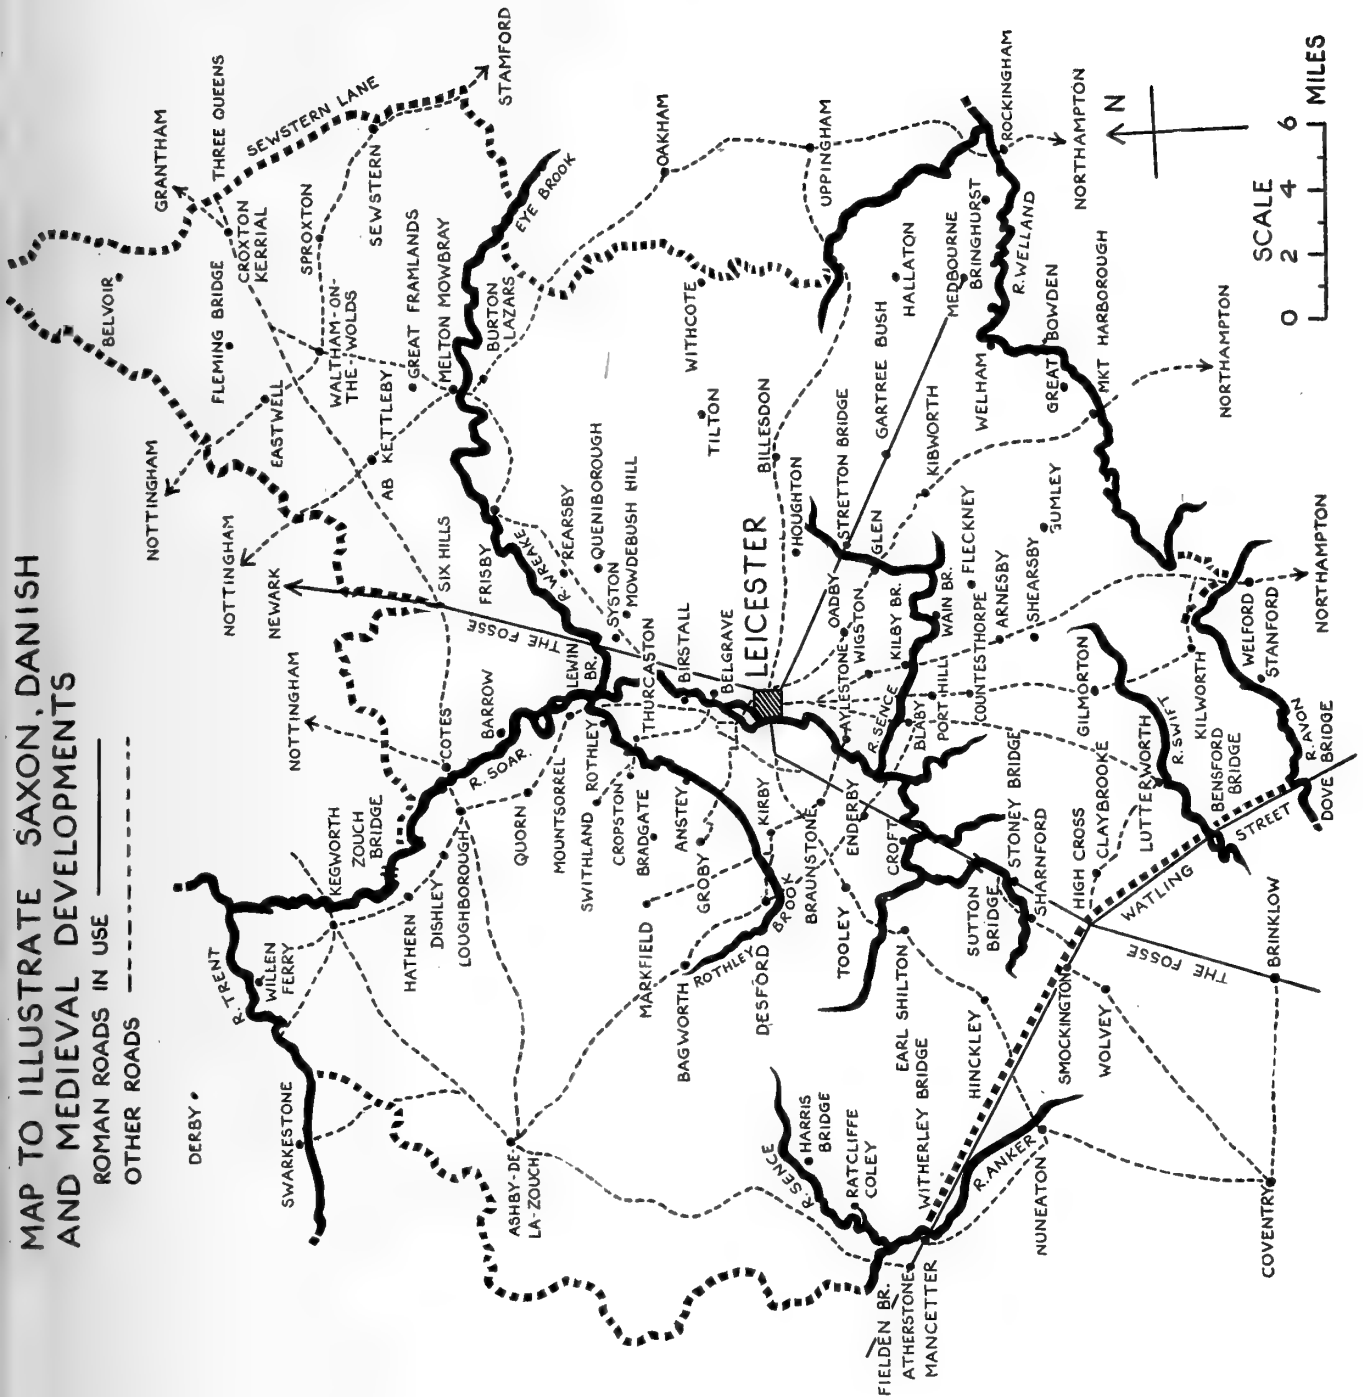 MAP TO ILLUSTRATE SAXON, DANISH
AND MEDIEVAL DEVELOPMENTS
ROMAN ROADS IN USE
OTHER ROADS
DERBY
SWARKESTONE
R. TRENT
WILLEN
FERRY
KEGWORTH
ZOUCH
BRIDGE
HATHERN
DISHLEY
LOUGHBOROUGH
ASHBY-DE-
LA-ZOUCH
NOTTINGHAM
NEWARK
NOTTINGHAM
NOTTINGHAM
BELVOIR
GRANTHAM
THREE QUEENS
SEWSTERN LANE
STAMFORD
FLEMING BRIDGE
CROXTON
KERRIAL
SPROXTON
SEWSTERN
EASTWELL
WALTHAM-ON-
THE-WOLDS
AB KETTLEBY
GREAT FRAMLANDS
MELTON MOWBRAY
BURTON
LAZARS
EYE BROOK
SIX HILLS
FRISBY
THE FOSSE
R. WREAKE
REARSBY
QUENIBOROUGH
SYSTON
MOWDEBUSH HILL
COTES
BARROW
R. SOAR
LEWIN
BR.
QUORN
MOUNTSORREL
ROTHLEY
THURCASTON
SWITHLAND
CROPSTON
BRADGATE
ANSTEY
BIRSTALL
BELGRAVE
LEICESTER
MARKFIELD
GROBY
KIRBY
BAGWORTH
ROTHLEY
BROOK
DESFORD
BRAUNSTONE
ENDERBY
TOOLEY
CROFT
EARL SHILTON
SUTTON
BRIDGE
STONEY BRIDGE
SHARNFORD
HIGH CROSS
CLAYBROOKE
OAKHAM
UPPINGHAM
WITHCOTE
TILTON
BILLESDON
HOUGHTON
STRETTON BRIDGE
GARTREE BUSH
HALLATON
MEDBOURNE
BRINGHURST
ROCKINGHAM
NORTHAMPTON
R. WELLAND
WELHAM
GREAT BOWDEN
MKT HARBOROUGH
NORTHAMPTON
KIBWORTH
GLEN
OADBY
WIGSTON
KILBY BR.
WAIN BR.
FLECKNEY
GUMLEY
ARNESBY
SHEARSBY
AYLESTONE
R. SENCE
BLABY
PORT HILL
COUNTESTHORPE
GILMORTON
LUTTERWORTH
R. SWIFT
KILWORTH
BENSFORD
BRIDGE
WELFORD
STANFORD
NORTHAMPTON
R. AVON
DOVE BRIDGE
WATLING
STREET
THE FOSSE
BRINKLOW
SMOCKINGTON
WOLVEY
HINCKLEY
R. SENCE
HARRIS
BRIDGE
RATCLIFFE
COLEY
WITHERLEY BRIDGE
R. ANKER
NUNEATON
COVENTRY
FIELDEN BR.
ATHERSTONE
MANCETTER
N
SCALE
0 2 4 6 MILES